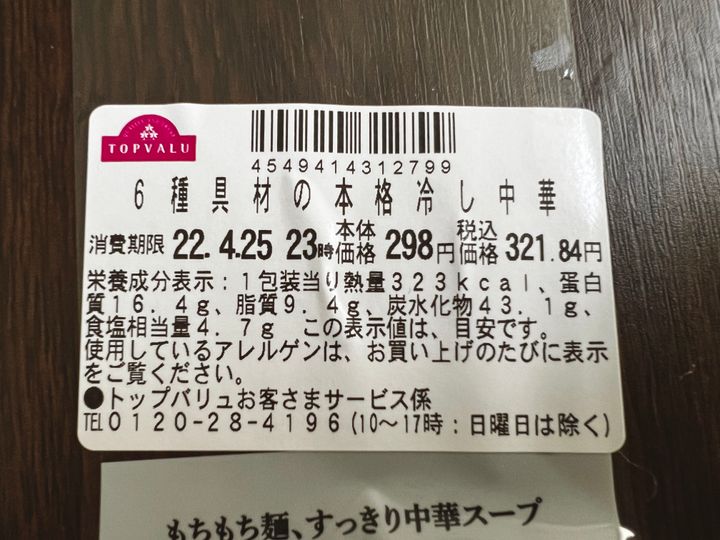 TOPVALU
4549414312799
6種具材の本格冷し中華
消費期限 22. 4.25 23時 本体価格 298円 税込価格 321.84円
栄養成分表示:1包装当り熱量323kcal、蛋白
質16.4g、脂質9.4g、炭水化物43.1g、
食塩相当量4.7g この表示値は、目安です。
使用しているアレルゲンは、お買い上げのたびに表示
をご覧ください。
●トップバリュお客さまサービス係
TEL0120-28-4196(10~17時:日曜日は除く)
もちもち麺、すっきり中華スープ